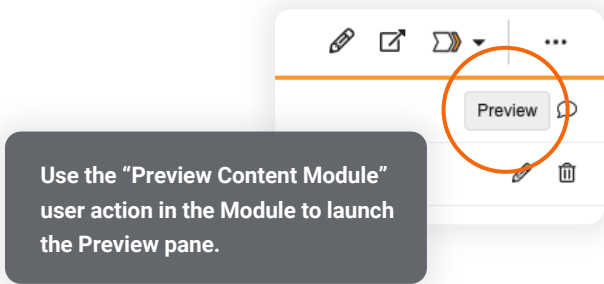 Preview
Use the “Preview Content Module”
user action in the Module to launch
the Preview pane.